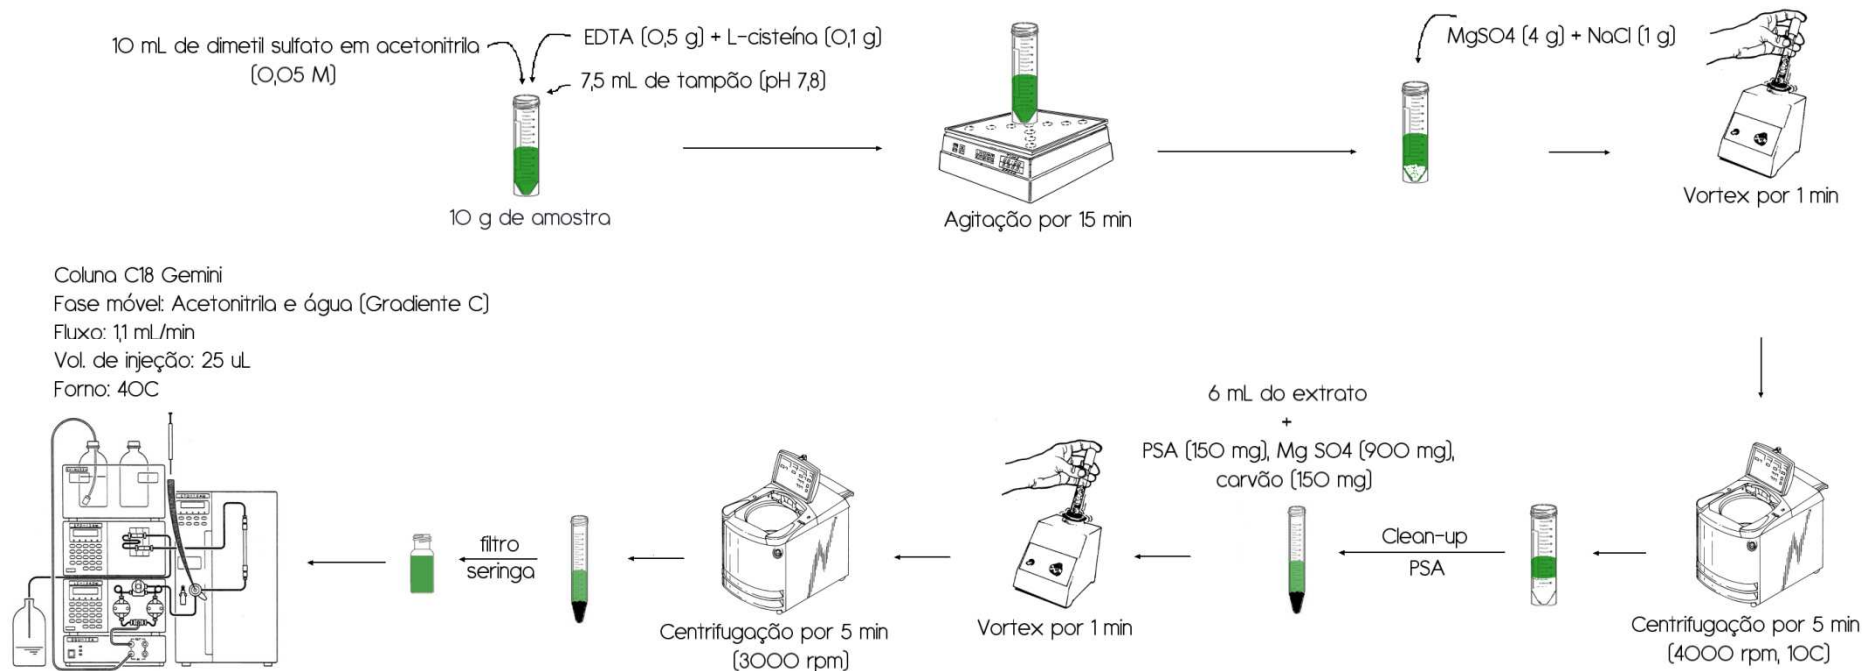 10 mL de dimetil sulfato em acetonitrila
(0,05 M)
EDTA (0,5 g) + L-cisteína (0,1 g)
7,5 mL de tampão (pH 7,8)
10 g de amostra
Agitação por 15 min
MgSO4 (4 g) + NaCl (1 g)
Vortex por 1 min
Coluna C18 Gemini
Fase móvel: Acetonitrila e água (Gradiente C)
Fluxo: 1,1 mL/min
Vol. de injeção: 25 uL
Forno: 40C
6 mL do extrato
+
PSA (150 mg), Mg SO4 (900 mg),
carvão (150 mg)
filtro
seringa
Centrifugação por 5 min
(3000 rpm)
Vortex por 1 min
Clean-up
PSA
Centrifugação por 5 min
(4000 rpm, 10C)